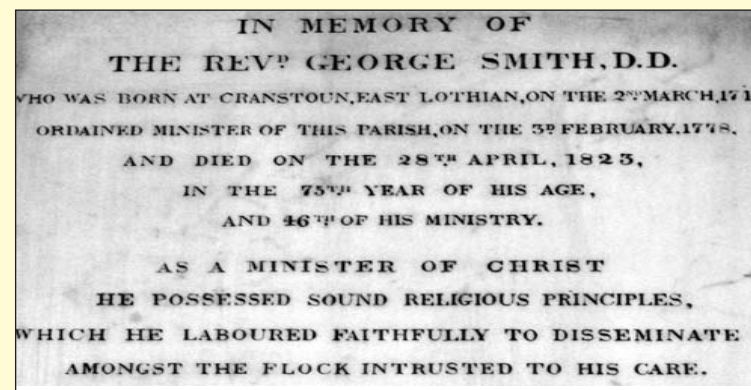 IN MEMORY OF
THE REVD. GEORGE SMITH, D.D.
WHO WAS BORN AT CRANSTOUN, EAST LOTHIAN, ON THE 2ND MARCH,
ORDAINED MINISTER OF THIS PARISH, ON THE 3D FEBRUARY, 1778,
AND DIED ON THE 28TH APRIL, 1823,
IN THE 75TH YEAR OF HIS AGE,
AND 46TH OF HIS MINISTRY.
AS A MINISTER OF CHRIST
HE POSSESSED SOUND RELIGIOUS PRINCIPLES,
WHICH HE LABOURED FAITHFULLY TO DISSEMINATE
AMONGST THE FLOCK INTRUSTED TO HIS CARE.